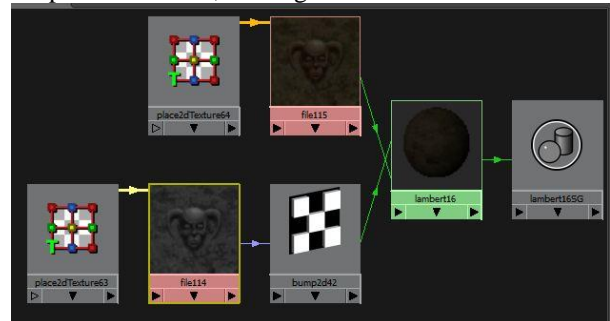 place2dTexture64
file115
lambert16
lambert16SG
place2dTexture63
file114
bump2d42